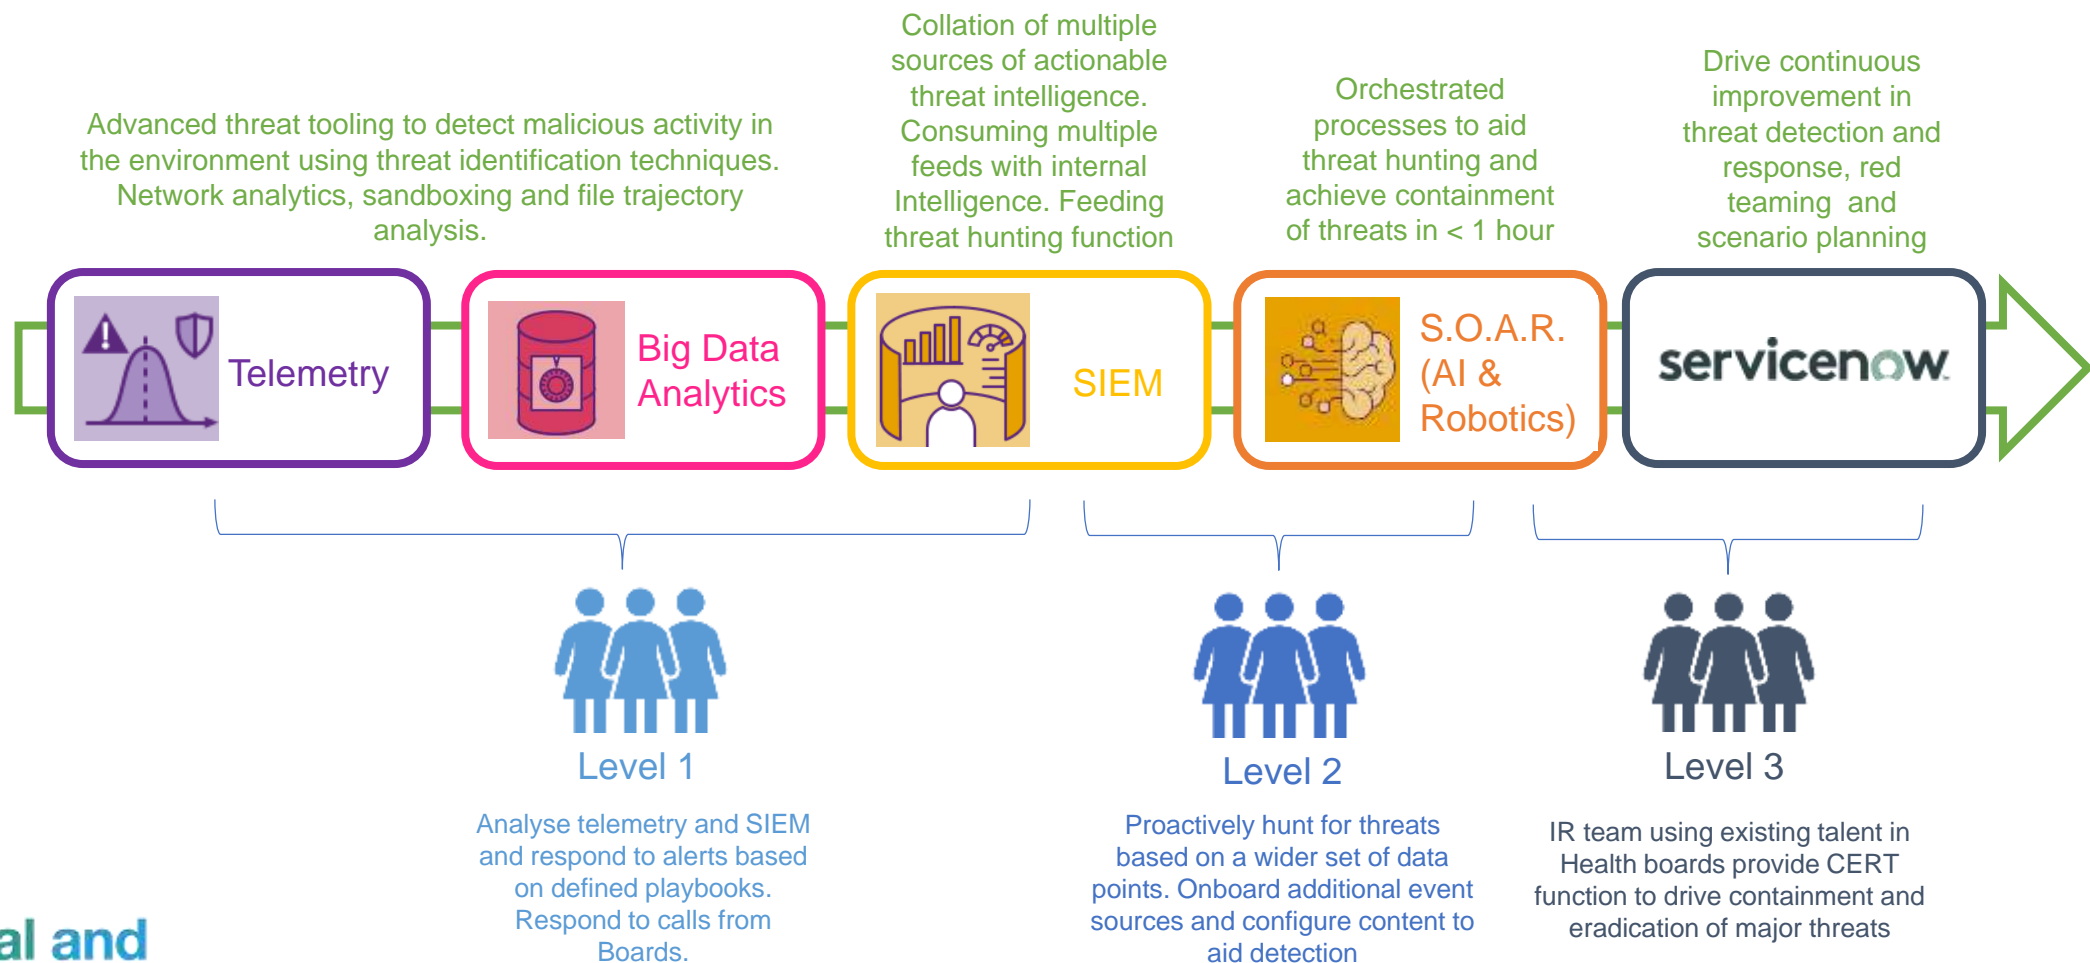 Advanced threat tooling to detect malicious activity in
the environment using threat identification techniques.
Network analytics, sandboxing and file trajectory
analysis.
Collation of multiple
sources of actionable
threat intelligence.
Consuming multiple
feeds with internal
Intelligence. Feeding
threat hunting function
Orchestrated
processes to aid
threat hunting and
achieve containment
of threats in < 1 hour
Drive continuous
improvement in
threat detection and
response, red
teaming and
scenario planning
Telemetry
Big Data
Analytics
SIEM
S.O.A.R.
(AI &
Robotics)
servicenow
Level 1
Analyse telemetry and SIEM
and respond to alerts based
on defined playbooks.
Respond to calls from
Boards.
Level 2
Proactively hunt for threats
based on a wider set of data
points. Onboard additional event
sources and configure content to
aid detection
Level 3
IR team using existing talent in
Health boards provide CERT
function to drive containment and
eradication of major threats
al and